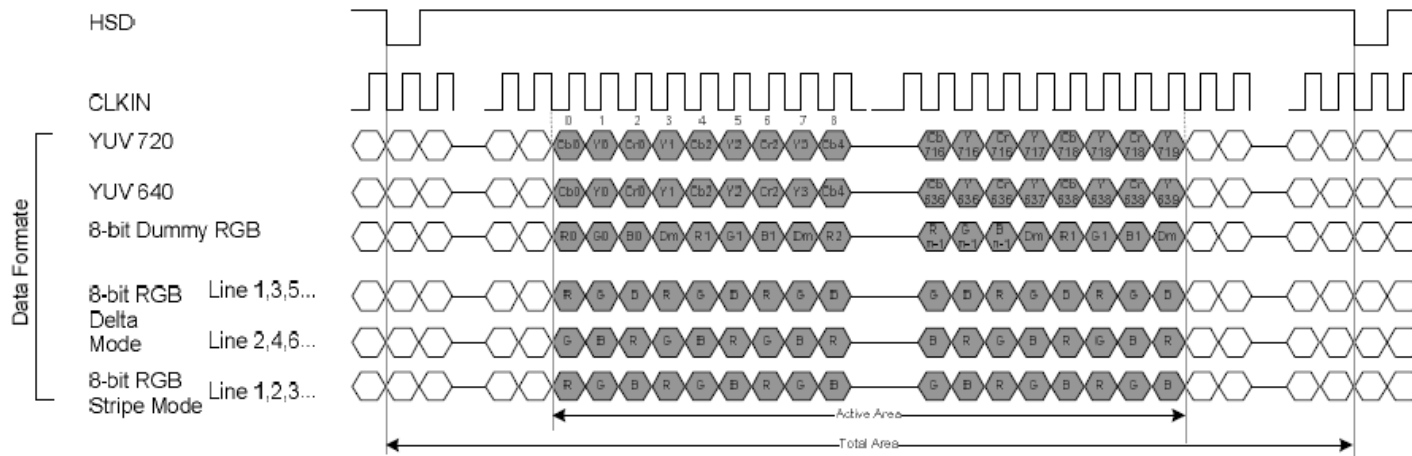 HSD
CLKIN
0 1 2 3 4 5 6 7 8
YUV 720
Cb0 Y0 Cr0 Y1 Cb2 Y2 Cr2 Y3 Cb4 Cb 716 Y 716 Cr 716 Y 717 Cb 718 Y 718 Cr 718 Y 719
YUV 640
Cb0 Y0 Cr0 Y1 Cb2 Y2 Cr2 Y3 Cb4 Cb 636 Y 636 Cr 636 Y 637 Cb 638 Y 638 Cr 638 Y 639
8-bit Dummy RGB
R0 G0 B0 Dm R1 G1 B1 Dm R2 R n-1 G n-1 B n-1 Dm R1 G1 B1 Dm
Data Formate
8-bit RGB Line 1,3,5...
Delta
Mode
R G B R G B R G B G B R G B R G B
Line 2,4,6...
G B R G B R G B R B R G B R G B R
8-bit RGB
Stripe Mode Line 1,2,3...
R G B R G B R G B G B R G B R G B
Active Area
Total Area